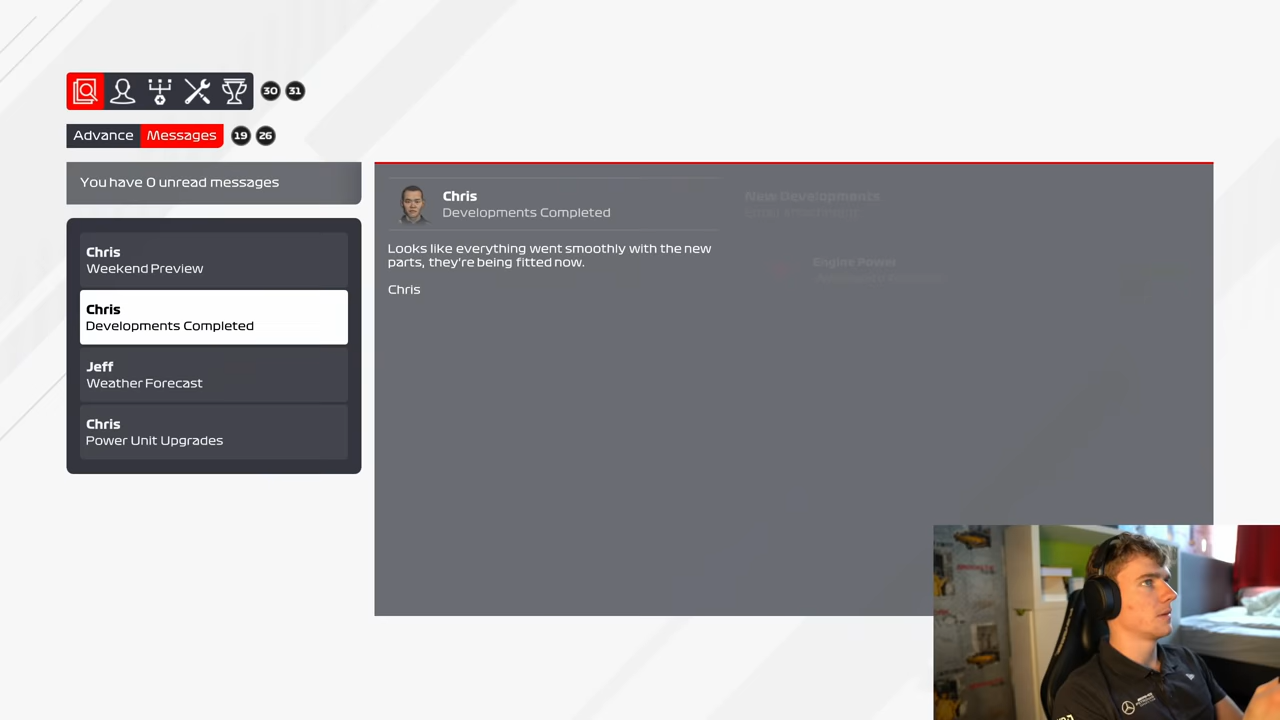 30 31
Advance Messages 19 26
You have 0 unread messages
Chris
Weekend Preview
Chris
Developments Completed
Jeff
Weather Forecast
Chris
Power Unit Upgrades
Chris
Developments Completed
Looks like everything went smoothly with the new
parts, they're being fitted now.
Chris
New Developments
Engine Power